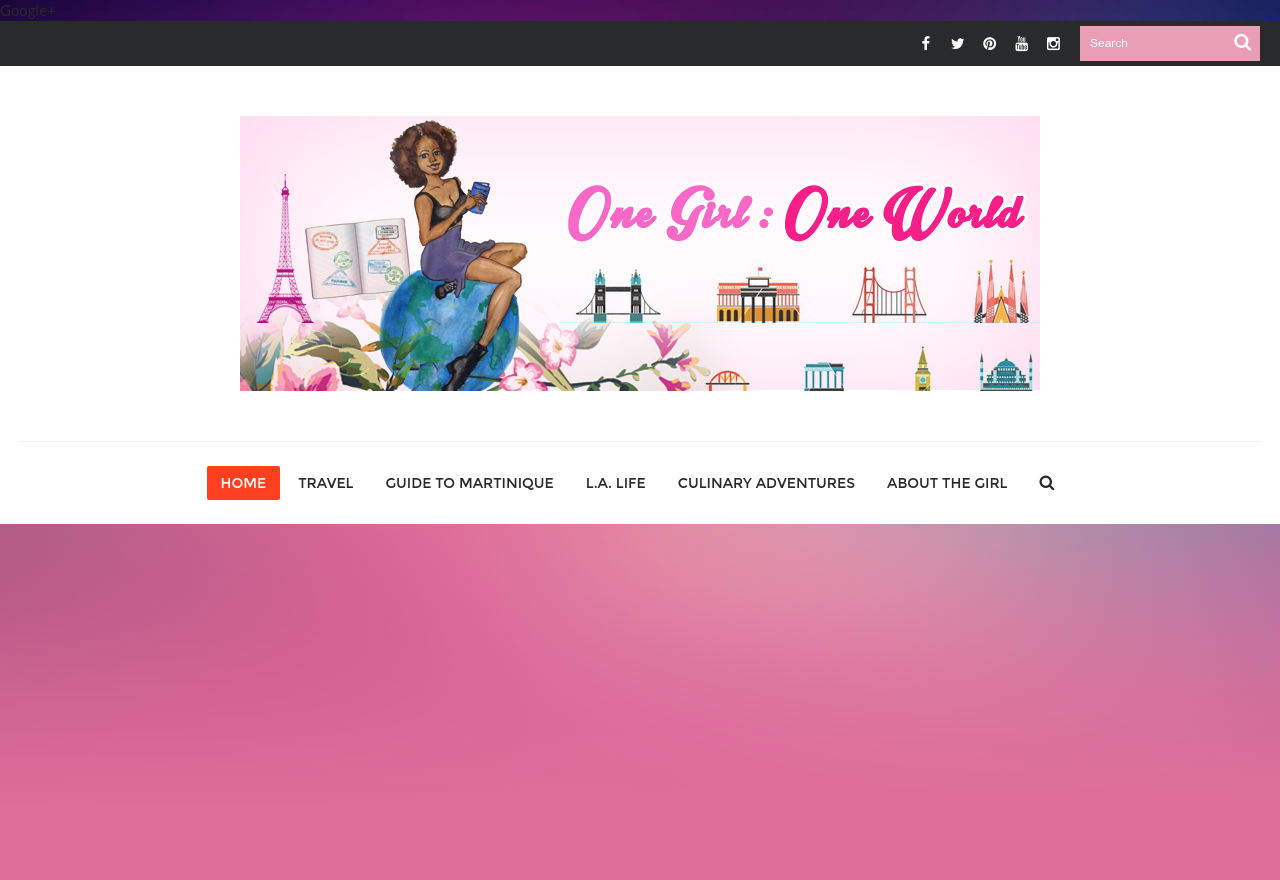 Google+
Search
One Girl : One World
HOME TRAVEL GUIDE TO MARTINIQUE L.A. LIFE CULINARY ADVENTURES ABOUT THE GIRL